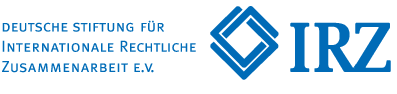 DEUTSCHE STIFTUNG FÜR
INTERNATIONALE RECHTLICHE
ZUSAMMENARBEIT E.V.
IRZ